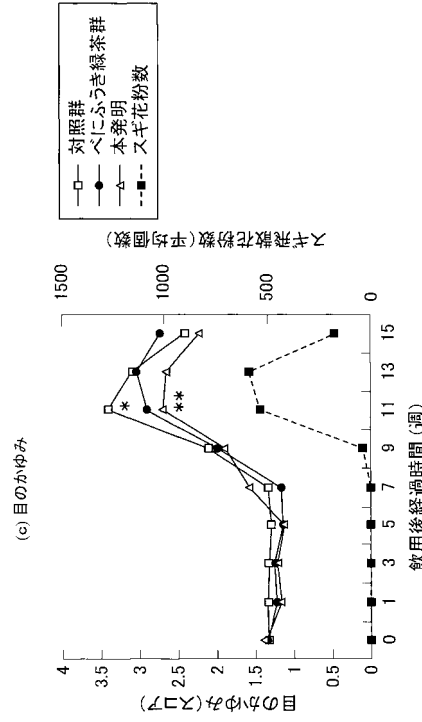 (c) 目のかゆみ
対照群
べにふうき緑茶群
本発明
スギ花粉数
目のかゆみ(スコア)
4
3.5
3
2.5
2
1.5
1
0.5
0
スギ飛散花粉数(平均個数)
1500
1000
500
0
*
**
0 1 3 5 7 9 11 13 15
飲用後経過時間(週)